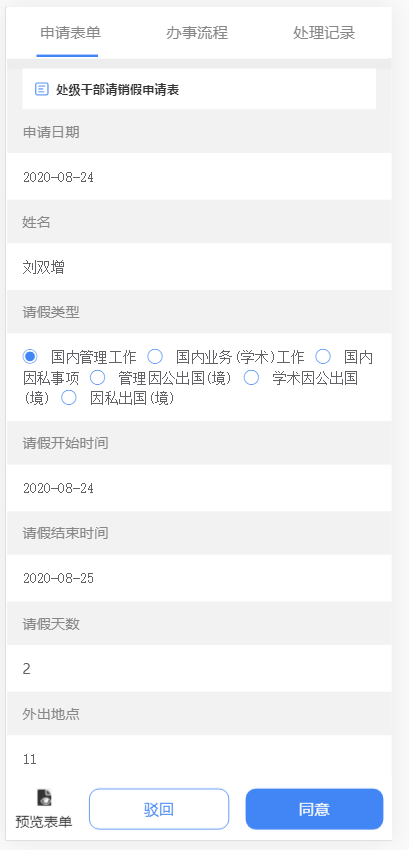 申请表单 办事流程 处理记录
处级干部请销假申请表
申请日期
2020-08-24
姓名
刘双增
请假类型
国内管理工作 国内业务(学术)工作 国内
因私事项 管理因公出国(境) 学术因公出国
(境) 因私出国(境)
请假开始时间
2020-08-24
请假结束时间
2020-08-25
请假天数
2
外出地点
11
预览表单 驳回 同意